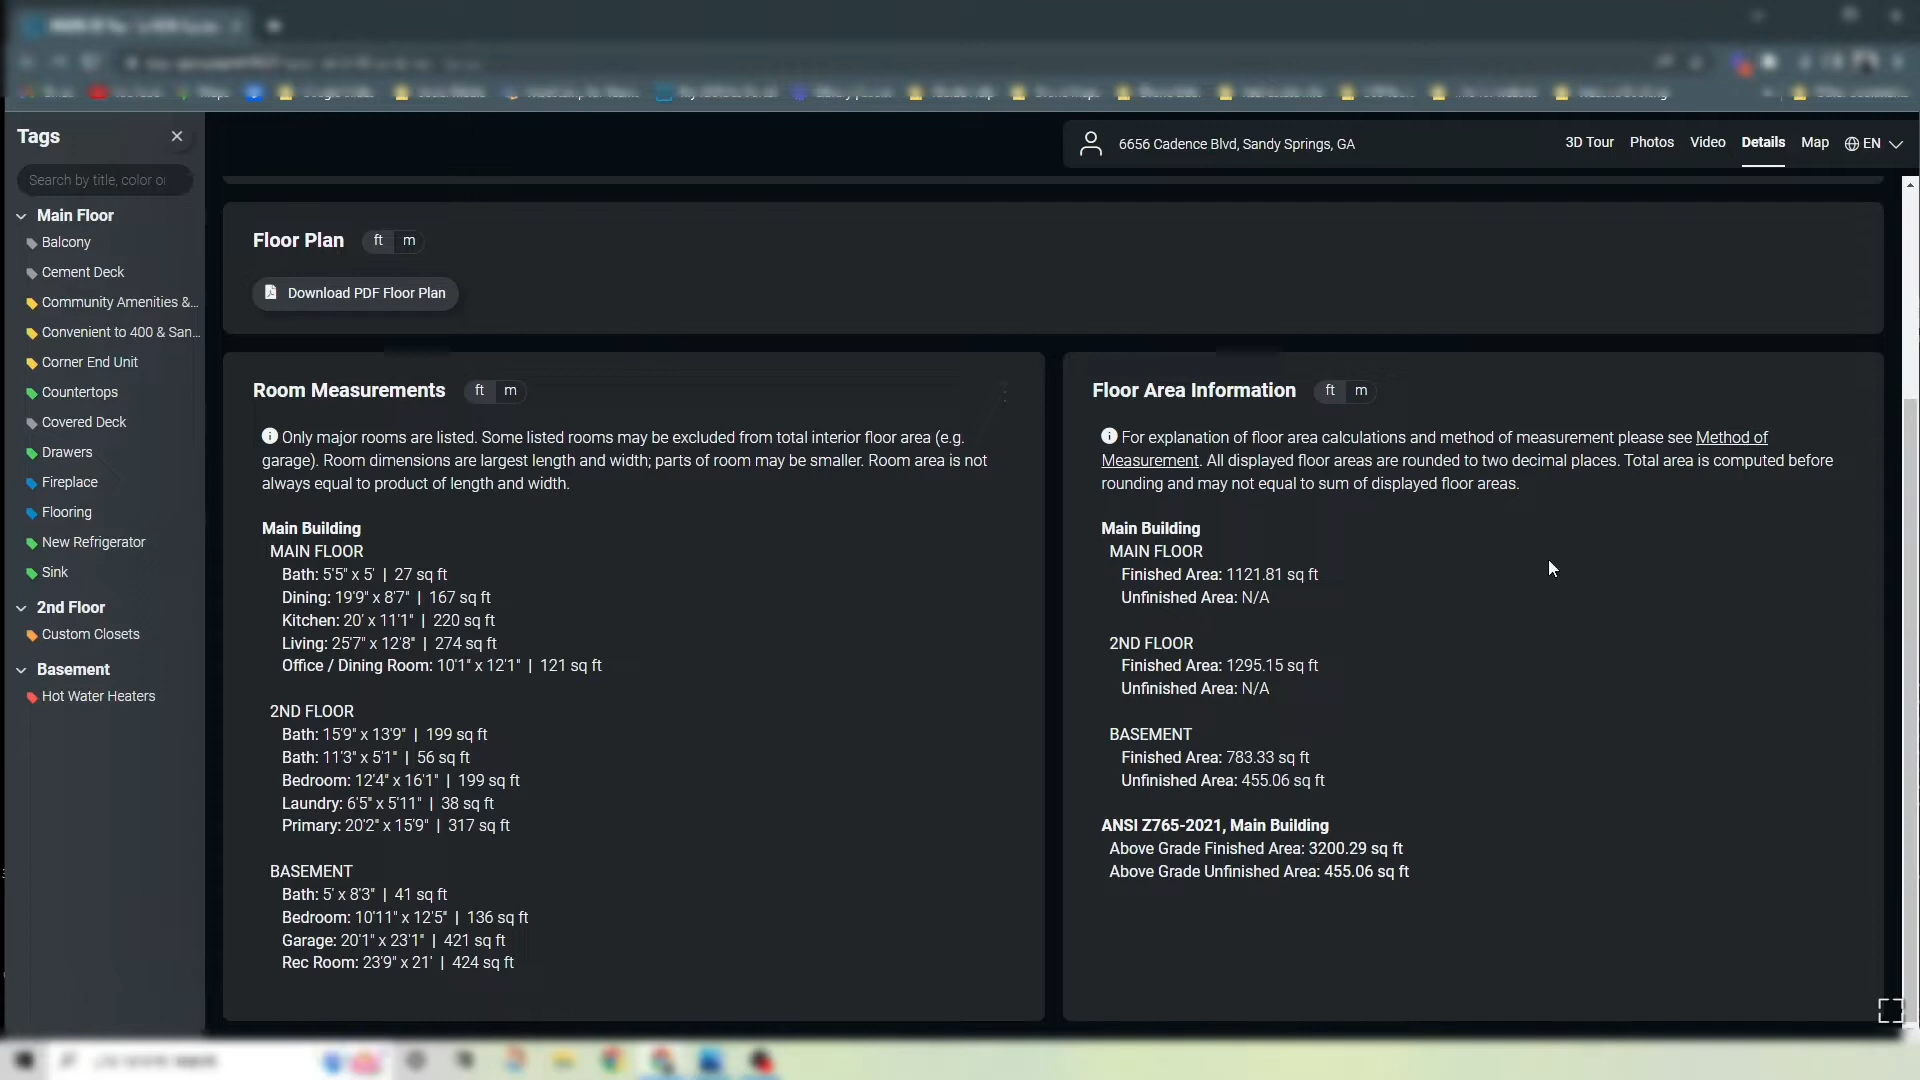 Tags
6656 Cadence Blvd, Sandy Springs, GA
3D Tour Photos Video Details Map EN
Search by title, color or
Main Floor
Balcony
Cement Deck
Community Amenities &...
Convenient to 400 & San...
Corner End Unit
Countertops
Covered Deck
Drawers
Fireplace
Flooring
New Refrigerator
Sink
2nd Floor
Custom Closets
Basement
Hot Water Heaters
Floor Plan ft m
Download PDF Floor Plan
Room Measurements ft m
Only major rooms are listed. Some listed rooms may be excluded from total interior floor area (e.g.
garage). Room dimensions are largest length and width; parts of room may be smaller. Room area is not
always equal to product of length and width.
Main Building
MAIN FLOOR
Bath: 5'5" x 5' | 27 sq ft
Dining: 19'9" x 8'7" | 167 sq ft
Kitchen: 20' x 11'1" | 220 sq ft
Living: 25'7" x 12'8" | 274 sq ft
Office / Dining Room: 10'1" x 12'1" | 121 sq ft
2ND FLOOR
Bath: 15'9" x 13'9" | 199 sq ft
Bath: 11'3" x 5'1" | 56 sq ft
Bedroom: 12'4" x 16'1" | 199 sq ft
Laundry: 6'5" x 5'11" | 38 sq ft
Primary: 20'2" x 15'9" | 317 sq ft
BASEMENT
Bath: 5' x 8'3" | 41 sq ft
Bedroom: 10'11" x 12'5" | 136 sq ft
Garage: 20'1" x 23'1" | 421 sq ft
Rec Room: 23'9" x 21' | 424 sq ft
Floor Area Information ft m
For explanation of floor area calculations and method of measurement please see Method of
Measurement. All displayed floor areas are rounded to two decimal places. Total area is computed before
rounding and may not equal to sum of displayed floor areas.
Main Building
MAIN FLOOR
Finished Area: 1121.81 sq ft
Unfinished Area: N/A
2ND FLOOR
Finished Area: 1295.15 sq ft
Unfinished Area: N/A
BASEMENT
Finished Area: 783.33 sq ft
Unfinished Area: 455.06 sq ft
ANSI Z765-2021, Main Building
Above Grade Finished Area: 3200.29 sq ft
Above Grade Unfinished Area: 455.06 sq ft